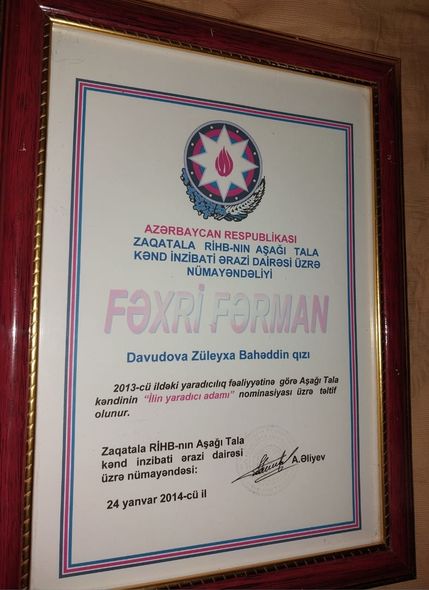 AZƏRBAYCAN RESPUBLİKASI
ZAQATALA RİHB-NIN AŞAĞI TALA
KƏND İNZİBATİ ƏRAZİ DAİRƏSİ ÜZRƏ
NÜMAYƏNDƏLİYİ
FƏXRİ FƏRMAN
Davudova Züleyxa Bahəddin qızı
2013-cü ildəki yaradıcılıq fəaliyyətinə görə Aşağı Tala
kəndinin “İlin yaradıcı adamı” nominasiyası üzrə təltif
olunur.
Zaqatala RİHB-nın Aşağı Tala
kənd inzibati ərazi dairəsi
üzrə nümayəndəsi:
A.Əliyev
24 yanvar 2014-cü il